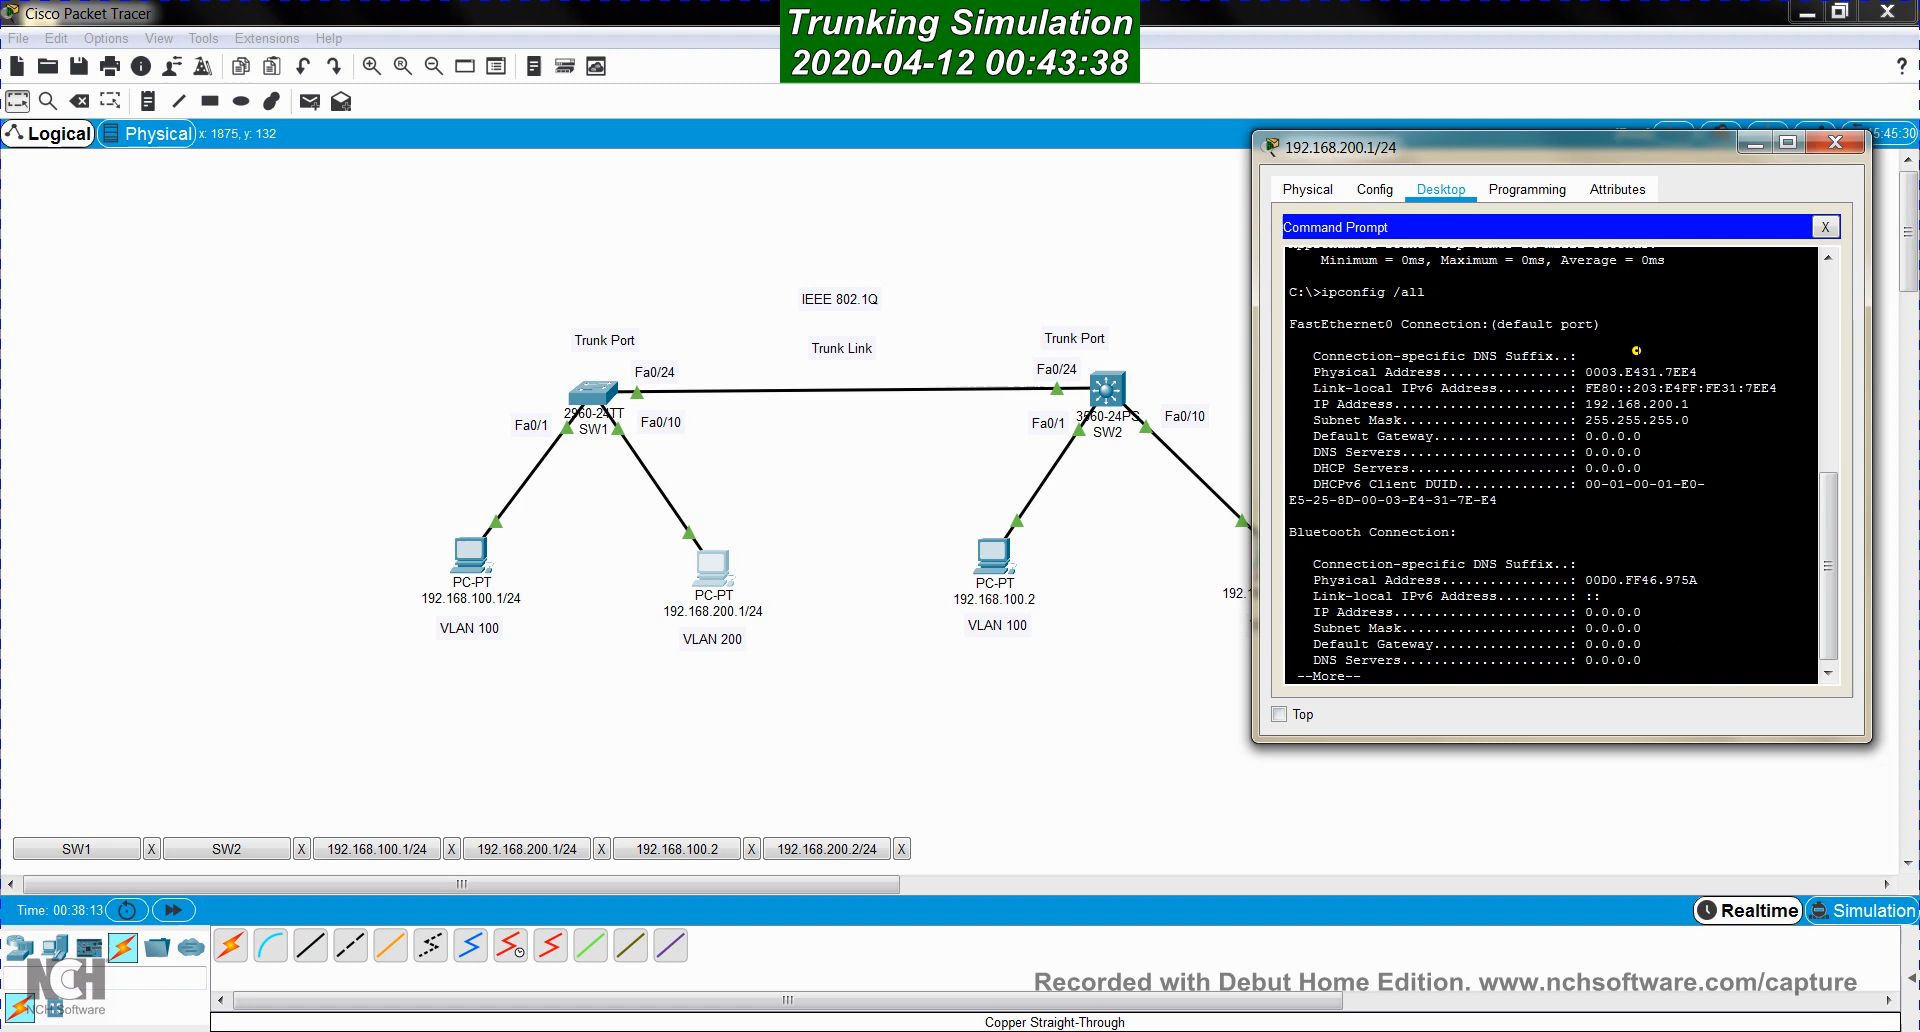 Cisco Packet Tracer
Trunking Simulation
2020-04-12 00:43:38
File Edit Options View Tools Extensions Help
?
Logical Physical x: 1875, y: 132
5:45:30
192.168.200.1/24
Physical Config Desktop Programming Attributes
Command Prompt X
Minimum = 0ms, Maximum = 0ms, Average = 0ms
C:\>ipconfig /all
FastEthernet0 Connection:(default port)
Connection-specific DNS Suffix..:
Physical Address................: 0003.E431.7EE4
Link-local IPv6 Address.........: FE80::203:E4FF:FE31:7EE4
IP Address......................: 192.168.200.1
Subnet Mask.....................: 255.255.255.0
Default Gateway.................: 0.0.0.0
DNS Servers.....................: 0.0.0.0
DHCP Servers....................: 0.0.0.0
DHCPv6 Client DUID..............: 00-01-00-01-E0-
E5-25-8D-00-03-E4-31-7E-E4
Bluetooth Connection:
Connection-specific DNS Suffix..:
Physical Address................: 00D0.FF46.975A
Link-local IPv6 Address.........: ::
IP Address......................: 0.0.0.0
Subnet Mask.....................: 0.0.0.0
Default Gateway.................: 0.0.0.0
DNS Servers.....................: 0.0.0.0
--More--
Top
IEEE 802.1Q
Trunk Port
Trunk Link
Trunk Port
Fa0/24
Fa0/24
2960-24TT
SW1
Fa0/1
Fa0/10
3560-24PS
SW2
Fa0/1
Fa0/10
PC-PT
192.168.100.1/24
VLAN 100
PC-PT
192.168.200.1/24
VLAN 200
PC-PT
192.168.100.2
VLAN 100
192.1
SW1 X SW2 X 192.168.100.1/24 X 192.168.200.1/24 X 192.168.100.2 X 192.168.200.2/24 X
Time: 00:38:13
Realtime Simulation
NCH
NCH Software
Recorded with Debut Home Edition. www.nchsoftware.com/capture
Copper Straight-Through